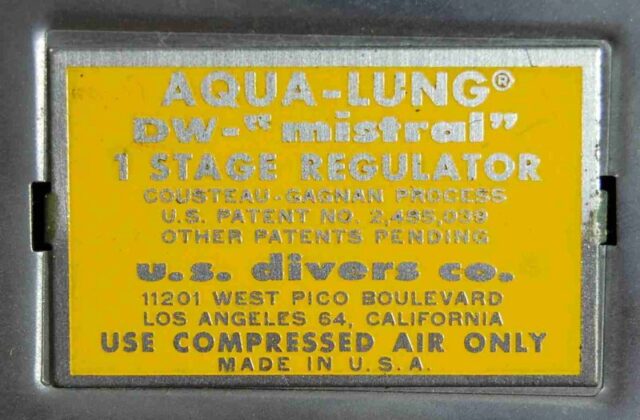 AQUA-LUNG®
DW-"mistral"
1 STAGE REGULATOR
COUSTEAU-GAGNAN PROCESS
U.S. PATENT NO. 2,485,039
OTHER PATENTS PENDING
u.s. divers co.
11201 WEST PICO BOULEVARD
LOS ANGELES 64, CALIFORNIA
USE COMPRESSED AIR ONLY
MADE IN U.S.A.